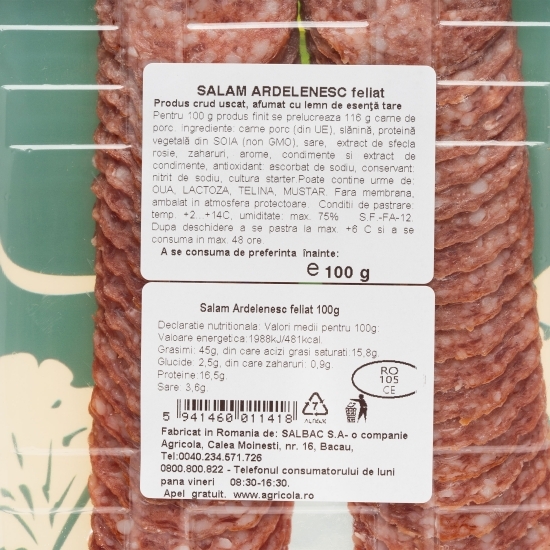 SALAM ARDELENESC feliat
Produs crud uscat, afumat cu lemn de esență tare
Pentru 100 g produs finit se prelucreaza 116 g carne de
porc. Ingrediente: carne porc (din UE), slănină, proteină
vegetală din SOIA (non GMO), sare, extract de sfecla
rosie, zaharuri, arome, condimente si extract de
condimente, antioxidant: ascorbat de sodiu, conservant:
nitrit de sodiu, cultura starter.Poate contine urme de:
OUA, LACTOZA, TELINA, MUSTAR. Fara membrana,
ambalat in atmosfera protectoare. Conditii de pastrare:
temp. +2...+14C, umiditate: max. 75% S.F.-FA-12.
Dupa deschidere a se pastra la max. +6 C si a se
consuma in max. 48 ore.
A se consuma de preferinta înainte:
e 100 g
Salam Ardelenesc feliat 100g
Declaratie nutritionala: Valori medii pentru 100g:
Valoare energetica:1988kJ/481kcal
Grasimi: 45g, din care acizi grasi saturati:15,8g
Glucide: 2,5g, din care zaharuri: 0,9g
Proteine:16,5g
Sare: 3,6g
RO
105
CE
5 941460 011418
7
Fabricat in Romania de: SALBAC S.A- o companie
Agricola, Calea Moinesti, nr. 16, Bacau,
Tel:0040.234.571.726
0800.800.822 - Telefonul consumatorului de luni
pana vineri 08:30-16:30.
Apel gratuit. www.agricola.ro